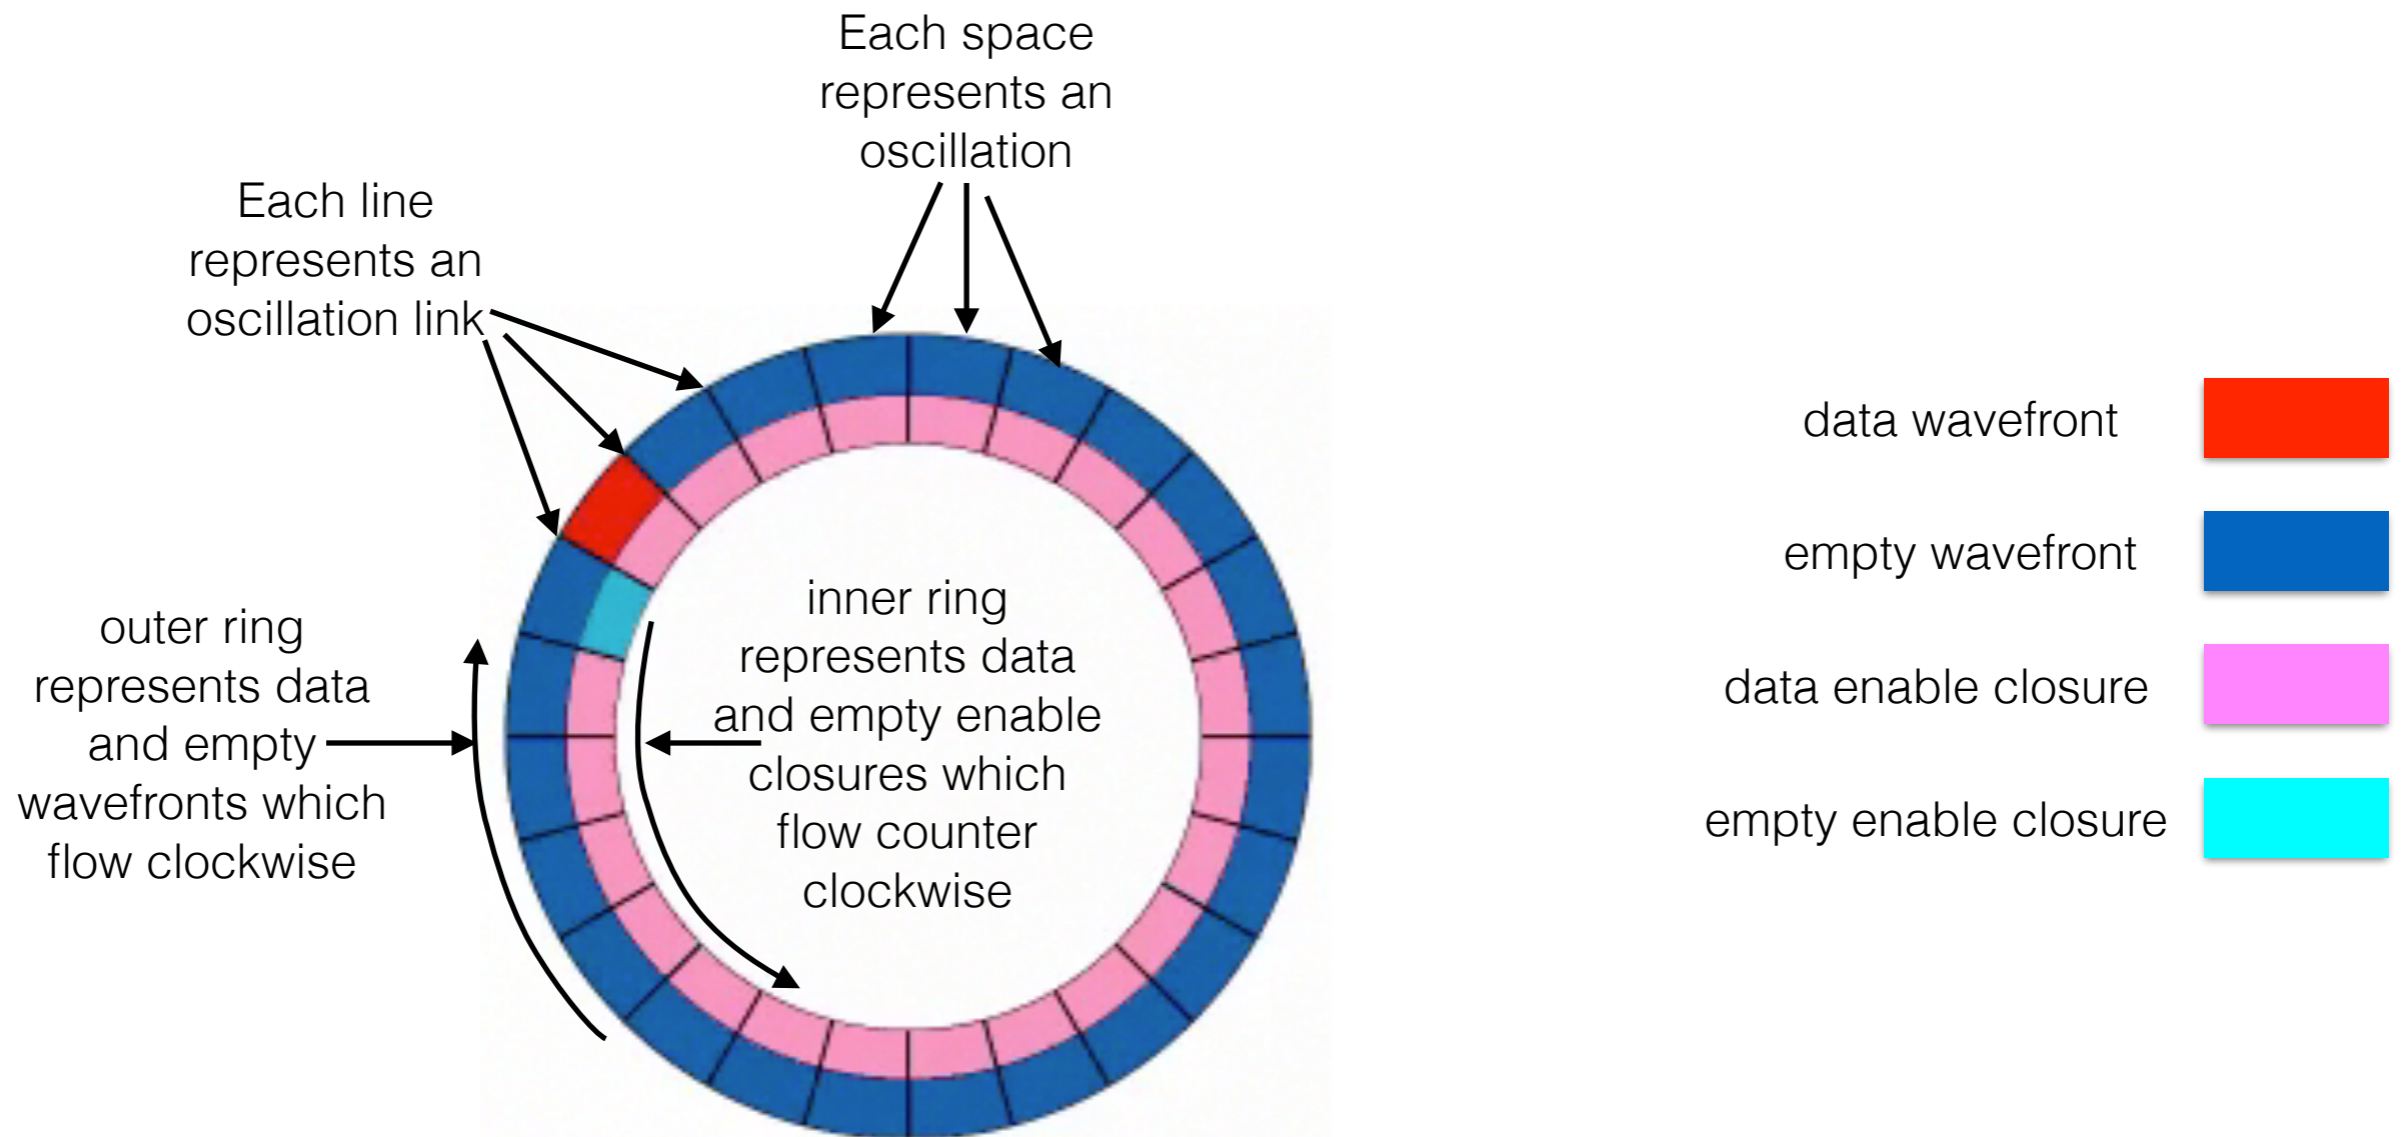 Each space
represents an
oscillation
Each line
represents an
oscillation link
outer ring
represents data
and empty
wavefronts which
flow clockwise
inner ring
represents data
and empty enable
closures which
flow counter
clockwise
data wavefront
empty wavefront
data enable closure
empty enable closure